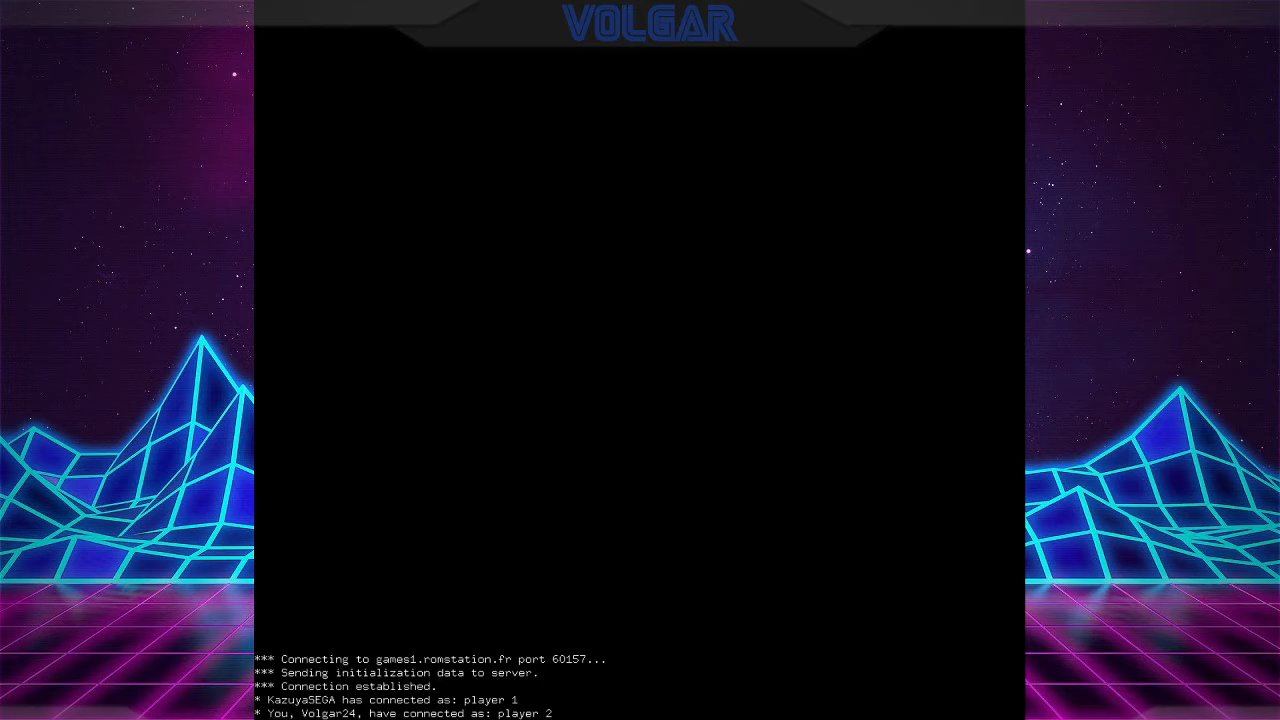 VOLGAR
*** Connecting to games1.romstation.fr port 60157...
*** Sending initialization data to server.
*** Connection established.
* KazuyaSEGA has connected as: player 1
* You, Volgar24, have connected as: player 2